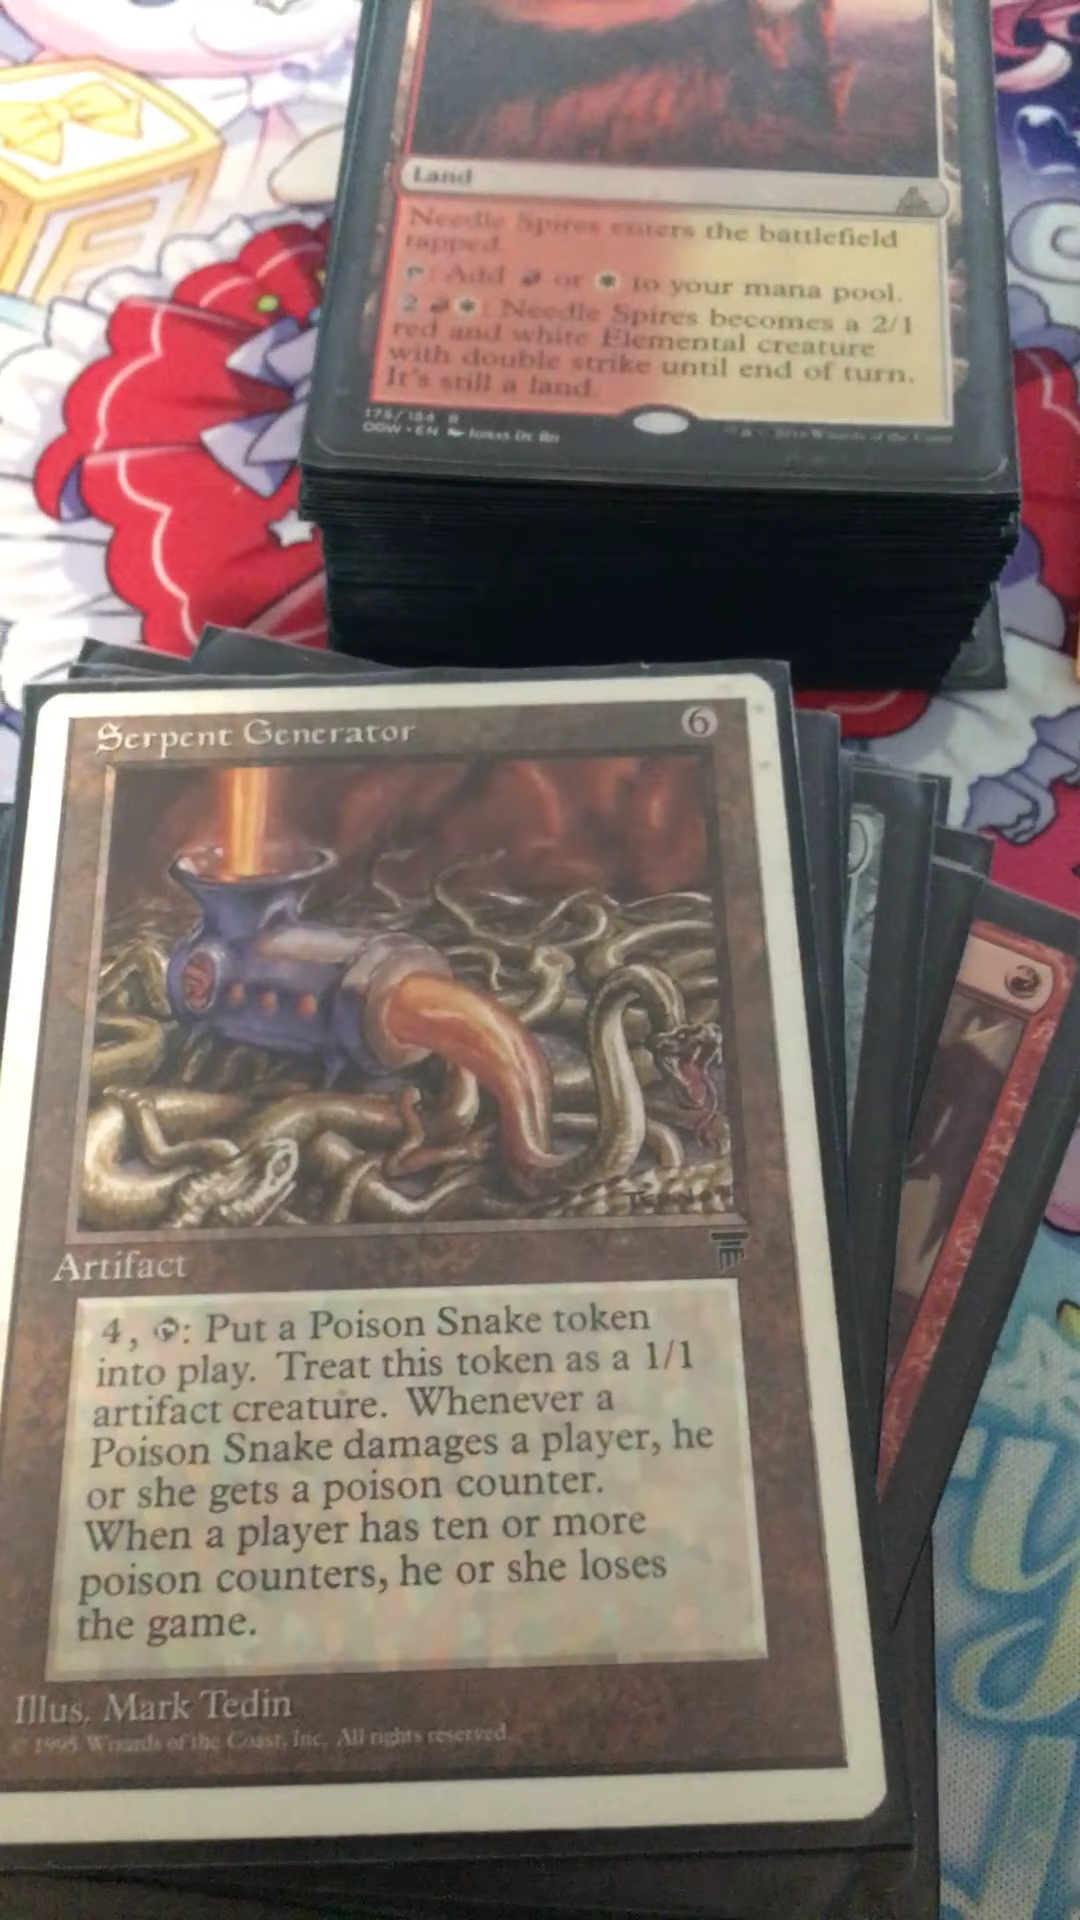 Land
Needle Spires enters the battlefield
tapped.
: Add or to your mana pool.
2 : Needle Spires becomes a 2/1
red and white Elemental creature
with double strike until end of turn.
It's still a land.
175/184 R
OGW • EN
Serpent Generator
6
Artifact
4, : Put a Poison Snake token
into play. Treat this token as a 1/1
artifact creature. Whenever a
Poison Snake damages a player, he
or she gets a poison counter.
When a player has ten or more
poison counters, he or she loses
the game.
Illus. Mark Tedin
© 1995 Wizards of the Coast, Inc. All rights reserved.